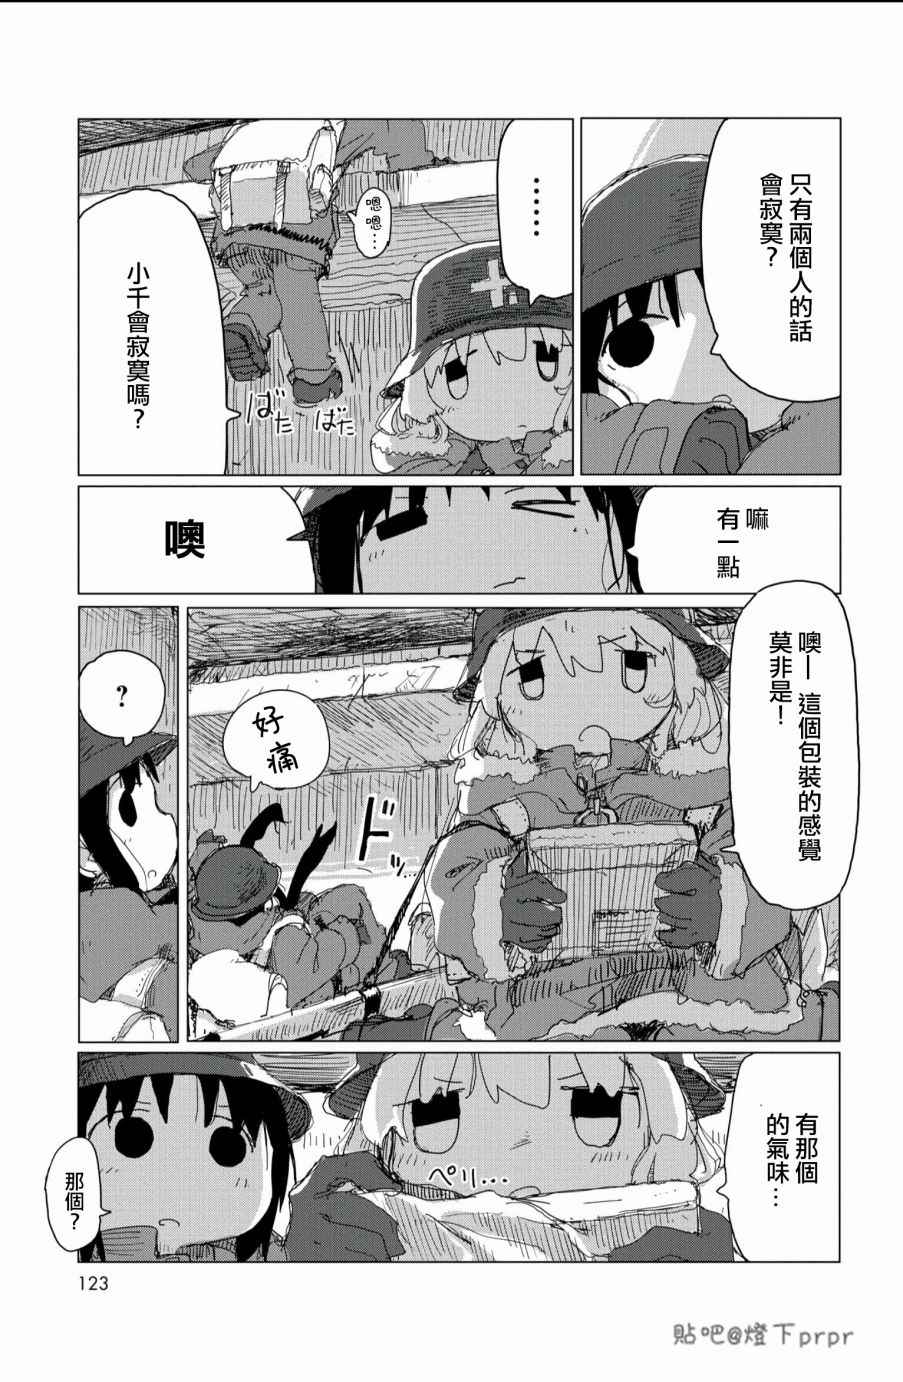 只有兩個人的話
會寂寞？
……
嗯
嗯…
小千會寂寞嗎？
ばた
ばた
嘛
有一點
噢
噢—這個包裝的感覺
莫非是！
好
痛
ドッ…
？
有那個
的氣味…
ペリ…
那個？
123
貼吧@燈下prpr